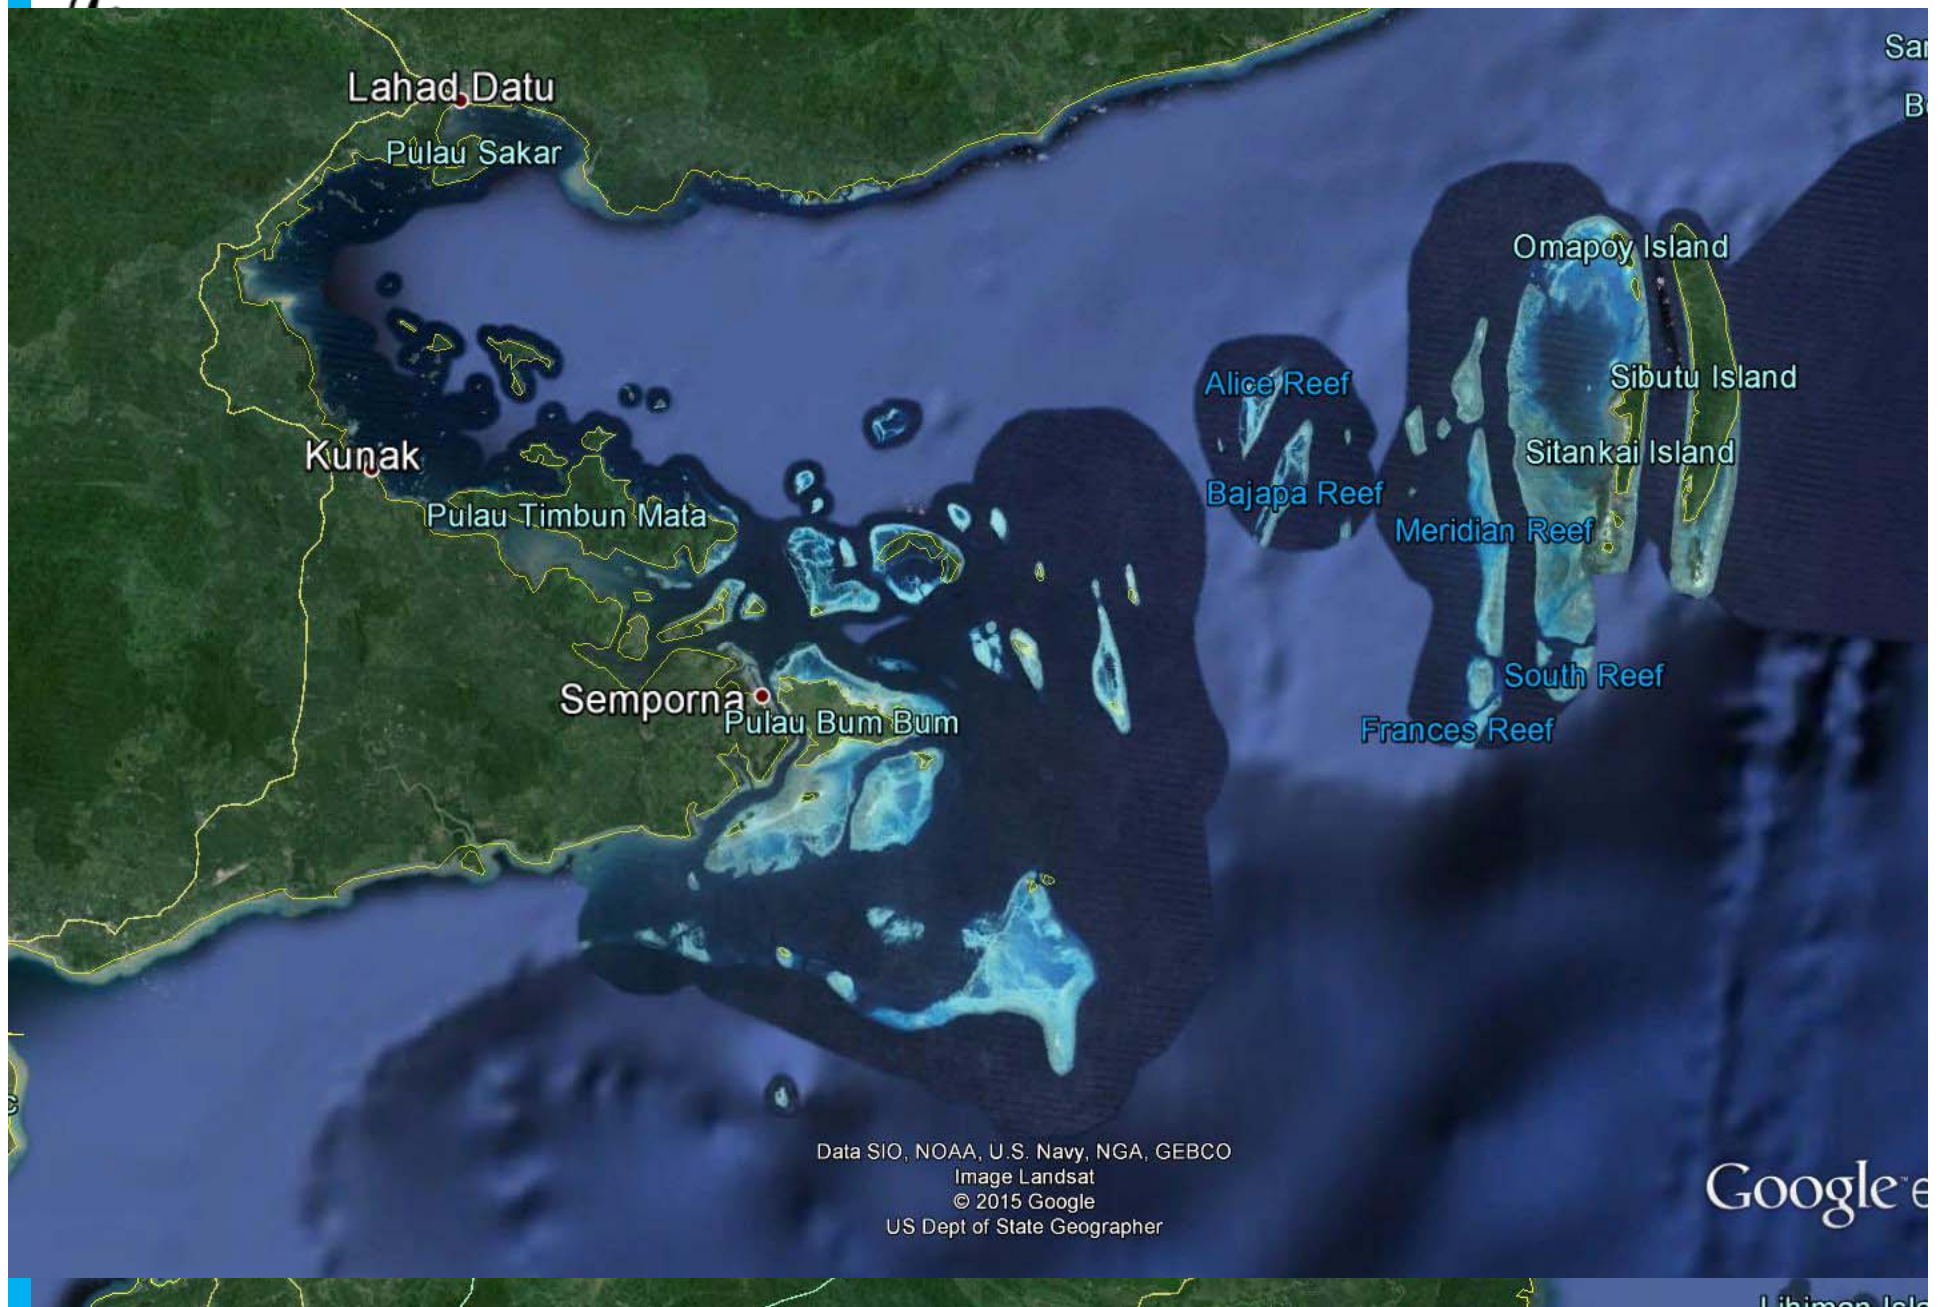 Lahad Datu
Pulau Sakar
Omapoy Island
Alice Reef
Sibutu Island
Kunak
Sitankai Island
Bajapa Reef
Pulau Timbun Mata
Meridian Reef
South Reef
Semporna
Pulau Bum Bum
Frances Reef
Data SIO, NOAA, U.S. Navy, NGA, GEBCO
Image Landsat
© 2015 Google
US Dept of State Geographer
Google